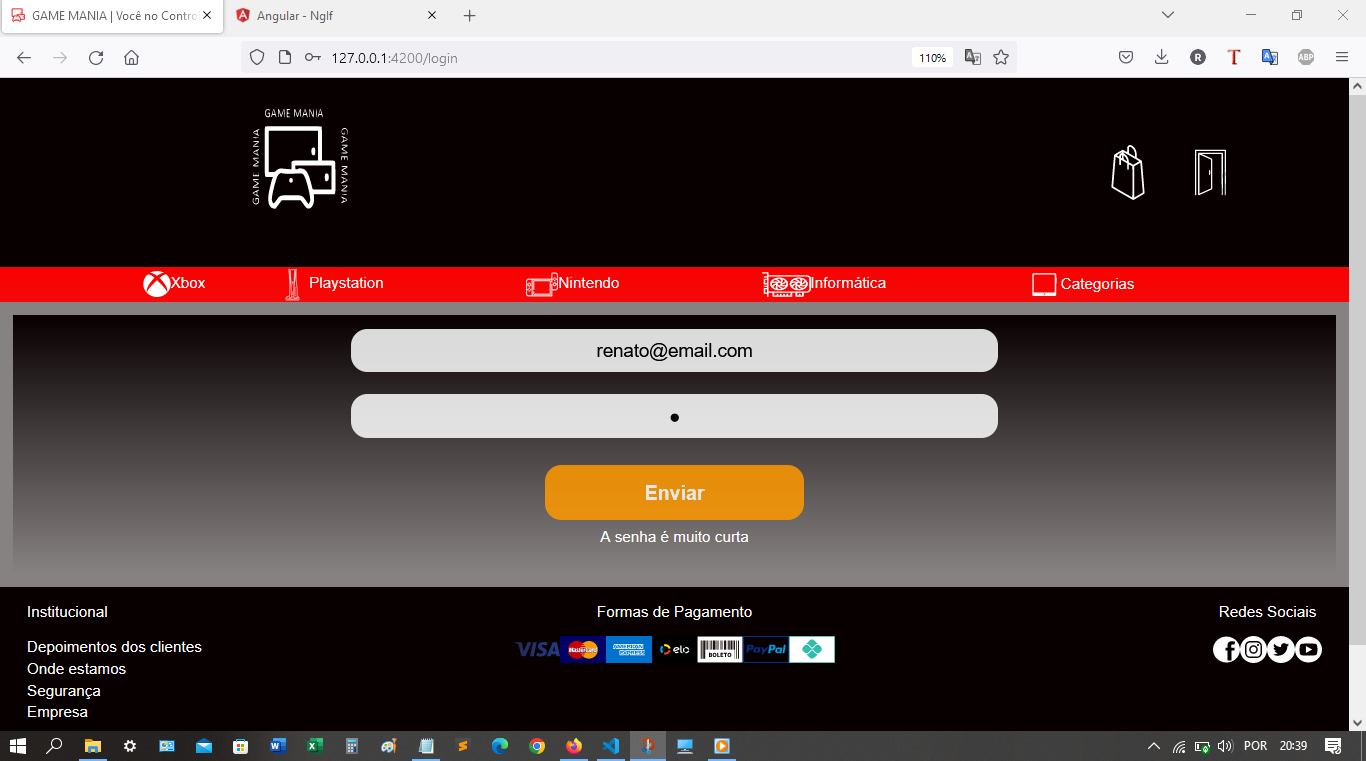 GAME MANIA | Você no Contro
Angular - NgIf
127.0.0.1:4200/login
110%
R
T
ABP
GAME MANIA
GAME MANIA
GAME MANIA
Xbox
Playstation
Nintendo
Informática
Categorias
renato@email.com
Enviar
A senha é muito curta
Institucional
Formas de Pagamento
Redes Sociais
Depoimentos dos clientes
Onde estamos
Segurança
Empresa
VISA
MasterCard
AMERICAN EXPRESS
elo
BOLETO
PayPal
POR
20:39